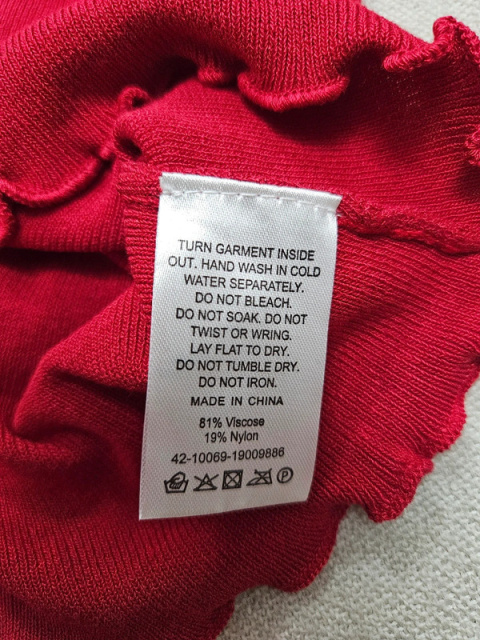 TURN GARMENT INSIDE
OUT. HAND WASH IN COLD
WATER SEPARATELY.
DO NOT BLEACH.
DO NOT SOAK. DO NOT
TWIST OR WRING.
LAY FLAT TO DRY.
DO NOT TUMBLE DRY.
DO NOT IRON.
MADE IN CHINA
81% Viscose
19% Nylon
42-10069-19009886
P